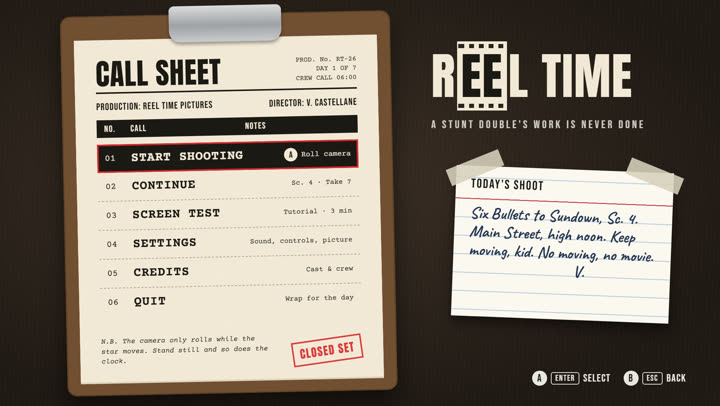 CALL SHEET
PROD. No. RT-26
DAY 1 OF 7
CREW CALL 06:00
PRODUCTION: REEL TIME PICTURES
DIRECTOR: V. CASTELLANE
NO. CALL NOTES
01 START SHOOTING A Roll camera
02 CONTINUE Sc. 4 · Take 7
03 SCREEN TEST Tutorial · 3 min
04 SETTINGS Sound, controls, picture
05 CREDITS Cast & crew
06 QUIT Wrap for the day
N.B. The camera only rolls while the
star moves. Stand still and so does the
clock.
CLOSED SET
REEL TIME
A STUNT DOUBLE'S WORK IS NEVER DONE
TODAY'S SHOOT
Six Bullets to Sundown, Sc. 4.
Main Street, high noon. Keep
moving, kid. No moving, no movie.
V.
A ENTER SELECT B ESC BACK